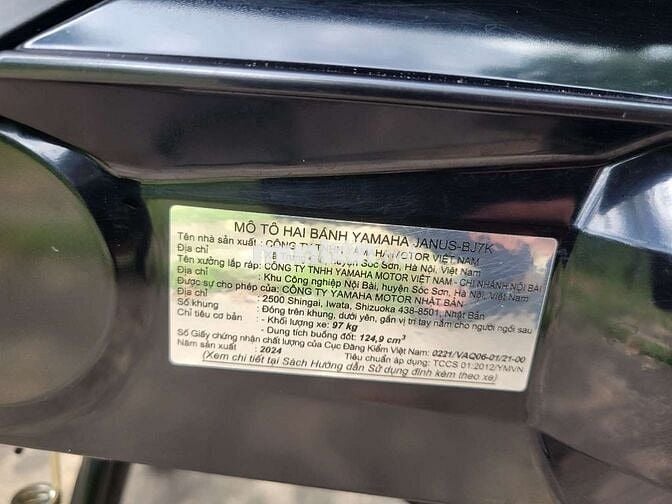 MÔ TÔ HAI BÁNH YAMAHA JANUS-BJ7K
Tên nhà sản xuất : CÔNG TY TNHH YAMAHA MOTOR VIỆT NAM
Địa chỉ : Xã huyện Sóc Sơn, Hà Nội, Việt Nam
Tên xưởng lắp ráp: CÔNG TY TNHH YAMAHA MOTOR VIỆT NAM - CHI NHÁNH NỘI BÀI
Địa chỉ : Khu Công nghiệp Nội Bài, huyện Sóc Sơn, Hà Nội, Việt Nam
Được sự cho phép của: CÔNG TY YAMAHA MOTOR NHẬT BẢN
Địa chỉ : 2500 Shingai, Iwata, Shizuoka 438-8501, Nhật Bản
Số khung : Đóng trên khung, dưới yên, gần vị trí tay nắm cho người ngồi sau
Chỉ tiêu cơ bản : - Khối lượng xe: 97 kg
- Dung tích buồng đốt: 124,9 cm³
Số Giấy chứng nhận chất lượng của Cục Đăng Kiểm Việt Nam: 0221/VAQ06-01/21-00
Năm sản xuất : 2024 Tiêu chuẩn áp dụng: TCCS 01:2012/YMVN
(Xem chi tiết tại Sách Hướng dẫn Sử dụng đính kèm theo xe)